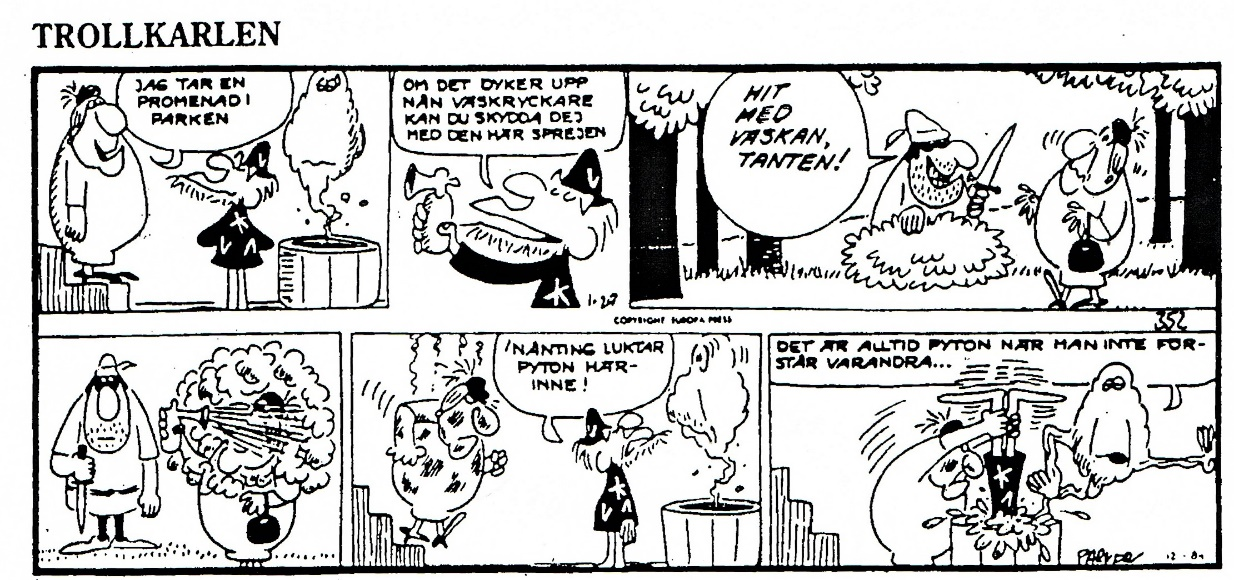 TROLLKARLEN
JAG TAR EN
PROMENAD I
PARKEN
OM DET DYKER UPP
NÅN VÄSKRYCKARE
KAN DU SKYDDA DEJ
MED DEN HÄR SPREJEN
1-27
HIT
MED
VÄSKAN,
TANTEN!
COPYRIGHT EUROPA PRESS
352
NÅNTING LUKTAR
PYTON HÄR-
INNE!
DET ÄR ALLTID PYTON NÄR MAN INTE FÖR-
STÅR VARANDRA...
PARKER